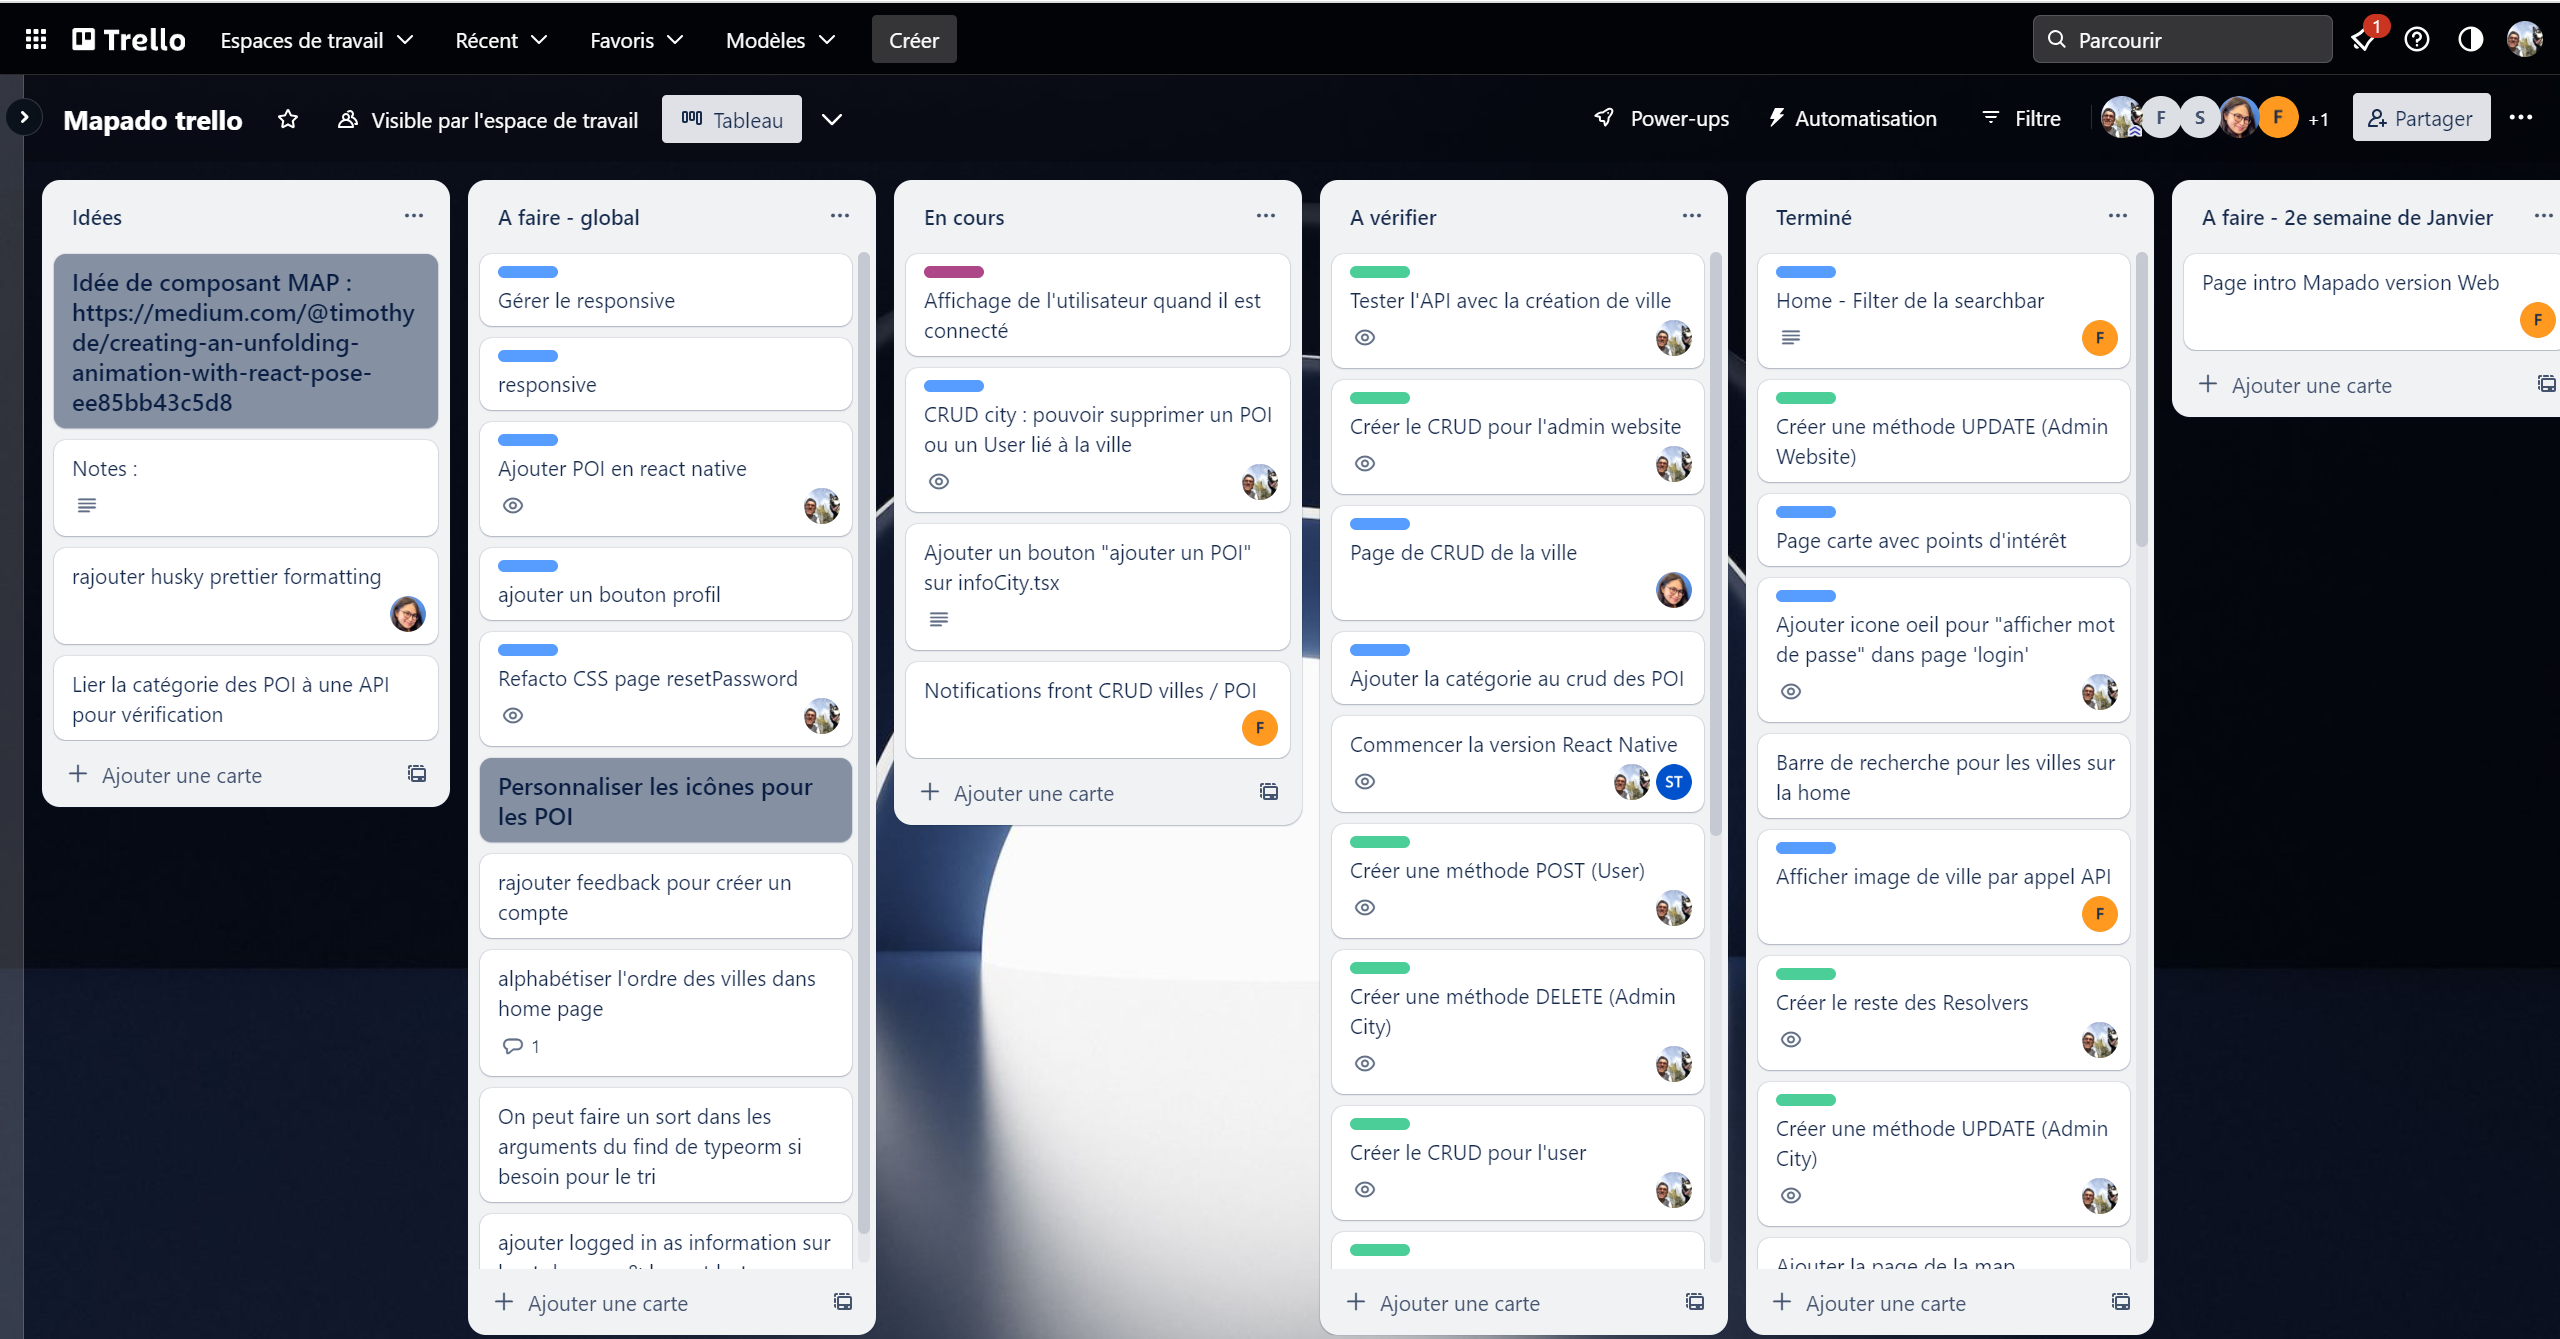 Trello
Espaces de travail
Récent
Favoris
Modèles
Créer
Parcourir
1
Mapado trello
Visible par l'espace de travail
Tableau
Power-ups
Automatisation
Filtre
F
S
F
+1
Partager
Idées
Idée de composant MAP :
https://medium.com/@timothy
de/creating-an-unfolding-
animation-with-react-pose-
ee85bb43c5d8
Notes :
rajouter husky prettier formatting
Lier la catégorie des POI à une API
pour vérification
Ajouter une carte
A faire - global
Gérer le responsive
responsive
Ajouter POI en react native
ajouter un bouton profil
Refacto CSS page resetPassword
Personnaliser les icônes pour
les POI
rajouter feedback pour créer un
compte
alphabétiser l'ordre des villes dans
home page
1
On peut faire un sort dans les
arguments du find de typeorm si
besoin pour le tri
ajouter logged in as information sur
Ajouter une carte
En cours
Affichage de l'utilisateur quand il est
connecté
CRUD city : pouvoir supprimer un POI
ou un User lié à la ville
Ajouter un bouton "ajouter un POI"
sur infoCity.tsx
Notifications front CRUD villes / POI
F
Ajouter une carte
A vérifier
Tester l'API avec la création de ville
Créer le CRUD pour l'admin website
Page de CRUD de la ville
Ajouter la catégorie au crud des POI
Commencer la version React Native
ST
Créer une méthode POST (User)
Créer une méthode DELETE (Admin
City)
Créer le CRUD pour l'user
Ajouter une carte
Terminé
Home - Filter de la searchbar
F
Créer une méthode UPDATE (Admin
Website)
Page carte avec points d'intérêt
Ajouter icone oeil pour "afficher mot
de passe" dans page 'login'
Barre de recherche pour les villes sur
la home
Afficher image de ville par appel API
F
Créer le reste des Resolvers
Créer une méthode UPDATE (Admin
City)
Ajouter la page de la map
Ajouter une carte
A faire - 2e semaine de Janvier
Page intro Mapado version Web
F
Ajouter une carte